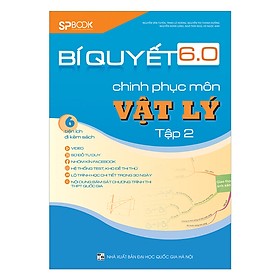 SPBOOK
BÍ QUYẾT 6.0
chinh phục môn
VẬT LÝ
Tập 2
6
đi kèm sách
VIDEO
SƠ ĐỒ TƯ DUY
NHÓM KÍN FACEBOOK
HỆ THỐNG TEST, KHO ĐỀ THI THỬ
LỘ TRÌNH HỌC CHI TIẾT TRONG 30 NGÀY
NỘI DUNG BÁM SÁT CHƯƠNG TRÌNH THI
THPT QUỐC GIA
NHÀ XUẤT BẢN ĐẠI HỌC QUỐC GIA HÀ NỘI